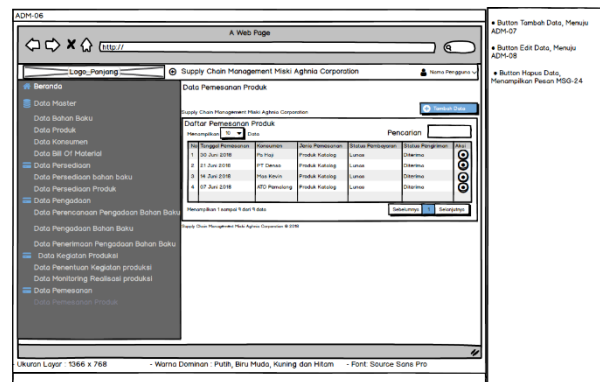 ADM-06
A Web Page
http://
Logo_Panjang
Supply Chain Management Miski Aghnia Corporation
Nama Pengguna
Beranda
Data Master
Data Bahan Baku
Data Produk
Data Konsumen
Data Bill Of Material
Data Persediaan
Data Persediaan bahan baku
Data Persediaan Produk
Data Pengadaan
Data Perencanaan Pengadaan Bahan Baku
Data Pengadaan Bahan Baku
Data Penerimaan Pengadaan Bahan Baku
Data Kegiatan Produksi
Data Penentuan Kegiatan produksi
Data Monitoring Realisasi produksi
Data Pemesanan
Data Pemesanan Produk
Data Pemesanan Produk
Supply Chain Management Miski Aghnia Corporation
Tambah Data
Daftar Pemesanan Produk
Menampilkan 10 Data
Pencarian
No Tanggal Pemesanan Konsumen Jenis Pemesanan Status Pembayaran Status Pengiriman Aksi
1 30 Juni 2018 Pa Haji Produk Katalog Lunas Diterima
2 21 Juni 2018 PT Denso Produk Katalog Lunas Diterima
3 14 Juni 2018 Mas Kevin Produk Katalog Lunas Diterima
4 07 Juni 2018 ATO Pemalang Produk Katalog Lunas Diterima
Menampilkan 1 sampai 9 dari 9 data
Sebelumnya 1 Selanjutnya
Supply Chain Management Miski Aghnia Corporation © 2018
- Ukuran Layar : 1366 x 768 - Warna Dominan : Putih, Biru Muda, Kuning dan Hitam - Font: Source Sans Pro
• Button Tambah Data, Menuju
ADM-07
• Button Edit Data, Menuju
ADM-08
• Button Hapus Data,
Menampilkan Pesan MSG-24